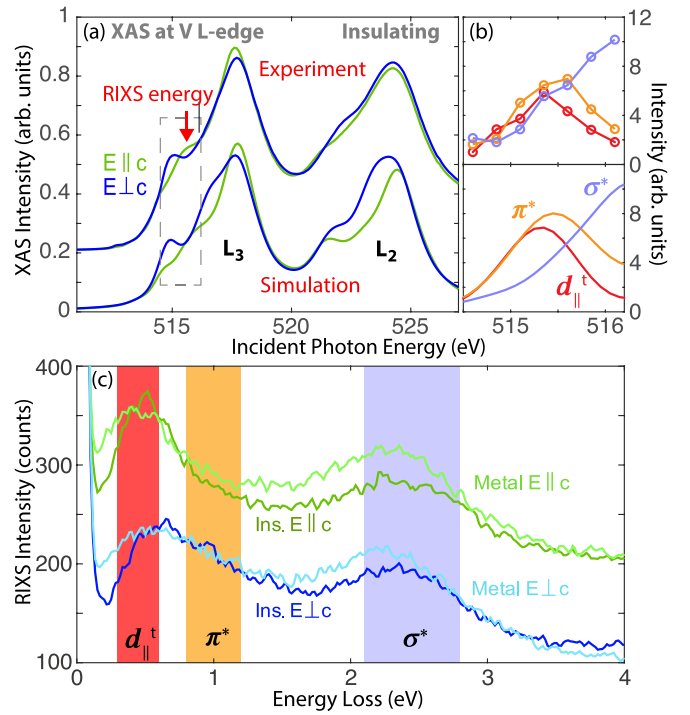 (a) XAS at V L-edge Insulating
Experiment
RIXS energy
E ∥ c
E⊥c
L3
L2
Simulation
XAS Intensity (arb. units)
1
0.8
0.6
0.4
0.2
0
515 520 525
Incident Photon Energy (eV)
(b)
12
8
4
0
8
4
0
Intensity (arb. units)
σ*
π*
d∥t
515 516
(c)
RIXS Intensity (counts)
400
300
200
100
Metal E ∥ c
Ins. E ∥ c
Metal E⊥c
Ins. E⊥c
d∥t π* σ*
0 1 2 3 4
Energy Loss (eV)